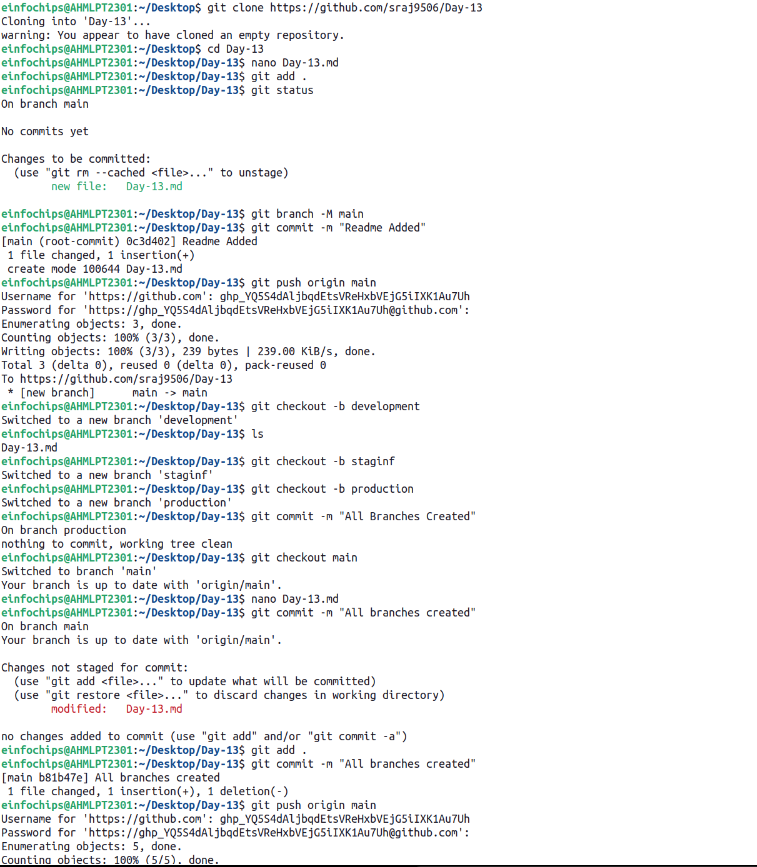 einfochips@AHMLPT2301:~/Desktop$ git clone https://github.com/sraj9506/Day-13
Cloning into 'Day-13'...
warning: You appear to have cloned an empty repository.
einfochips@AHMLPT2301:~/Desktop$ cd Day-13
einfochips@AHMLPT2301:~/Desktop/Day-13$ nano Day-13.md
einfochips@AHMLPT2301:~/Desktop/Day-13$ git add .
einfochips@AHMLPT2301:~/Desktop/Day-13$ git status
On branch main
No commits yet
Changes to be committed:
(use "git rm --cached <file>..." to unstage)
new file: Day-13.md
einfochips@AHMLPT2301:~/Desktop/Day-13$ git branch -M main
einfochips@AHMLPT2301:~/Desktop/Day-13$ git commit -m "Readme Added"
[main (root-commit) 0c3d402] Readme Added
1 file changed, 1 insertion(+)
create mode 100644 Day-13.md
einfochips@AHMLPT2301:~/Desktop/Day-13$ git push origin main
Username for 'https://github.com': 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
Password for 'https://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@github.com':
Enumerating objects: 3, done.
Counting objects: 100% (3/3), done.
Writing objects: 100% (3/3), 239 bytes | 239.00 KiB/s, done.
Total 3 (delta 0), reused 0 (delta 0), pack-reused 0
To https://github.com/sraj9506/Day-13
* [new branch] main -> main
einfochips@AHMLPT2301:~/Desktop/Day-13$ git checkout -b development
Switched to a new branch 'development'
einfochips@AHMLPT2301:~/Desktop/Day-13$ ls
Day-13.md
einfochips@AHMLPT2301:~/Desktop/Day-13$ git checkout -b staginf
Switched to a new branch 'staginf'
einfochips@AHMLPT2301:~/Desktop/Day-13$ git checkout -b production
Switched to a new branch 'production'
einfochips@AHMLPT2301:~/Desktop/Day-13$ git commit -m "All Branches Created"
On branch production
nothing to commit, working tree clean
einfochips@AHMLPT2301:~/Desktop/Day-13$ git checkout main
Switched to branch 'main'
Your branch is up to date with 'origin/main'.
einfochips@AHMLPT2301:~/Desktop/Day-13$ nano Day-13.md
einfochips@AHMLPT2301:~/Desktop/Day-13$ git commit -m "All branches created"
On branch main
Your branch is up to date with 'origin/main'.
Changes not staged for commit:
(use "git add <file>..." to update what will be committed)
(use "git restore <file>..." to discard changes in working directory)
modified: Day-13.md
no changes added to commit (use "git add" and/or "git commit -a")
einfochips@AHMLPT2301:~/Desktop/Day-13$ git add .
einfochips@AHMLPT2301:~/Desktop/Day-13$ git commit -m "All branches created"
[main b81b47e] All branches created
1 file changed, 1 insertion(+), 1 deletion(-)
einfochips@AHMLPT2301:~/Desktop/Day-13$ git push origin main
Username for 'https://github.com': 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
Password for 'https://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@github.com':
Enumerating objects: 5, done.
Counting objects: 100% (5/5), done.